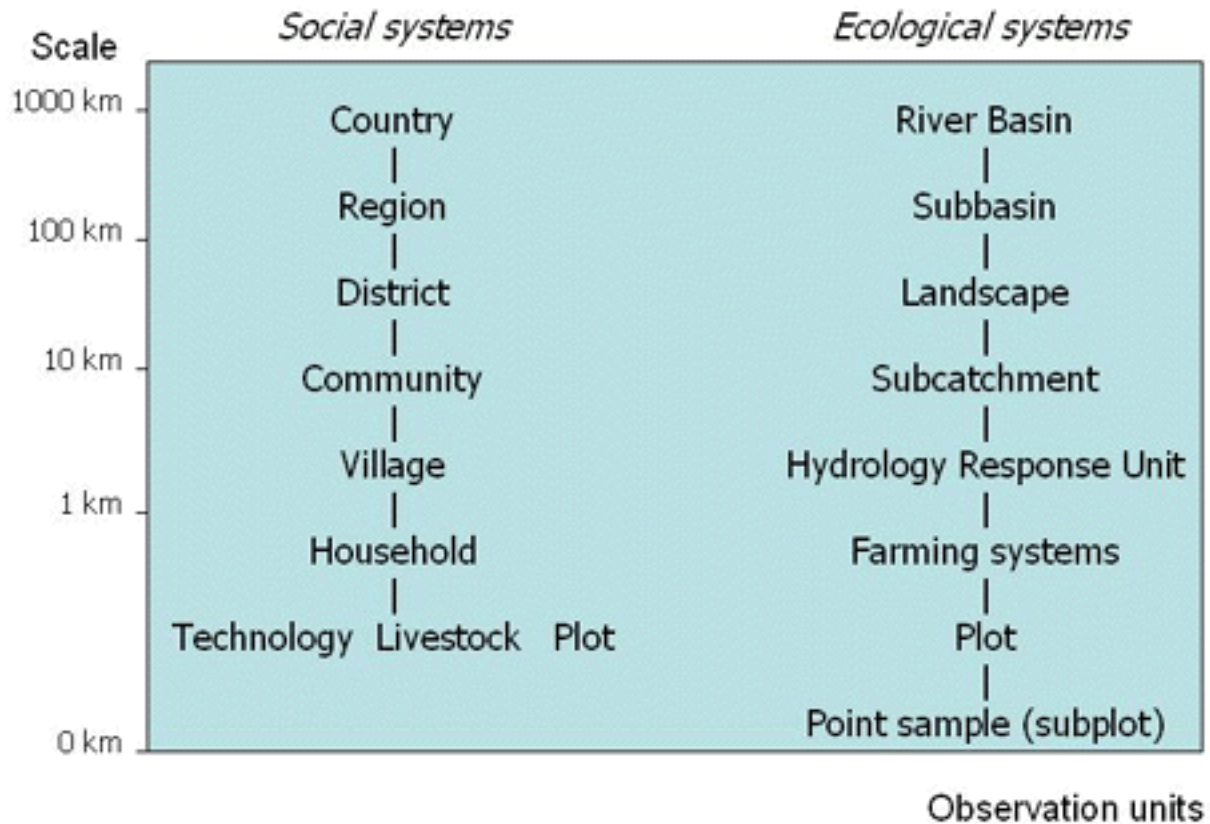 Social systems Ecological systems
Scale
1000 km
Country River Basin
Region Subbasin
100 km
District Landscape
10 km
Community Subcatchment
Village Hydrology Response Unit
1 km
Household Farming systems
Technology Livestock Plot Plot
Point sample (subplot)
0 km
Observation units